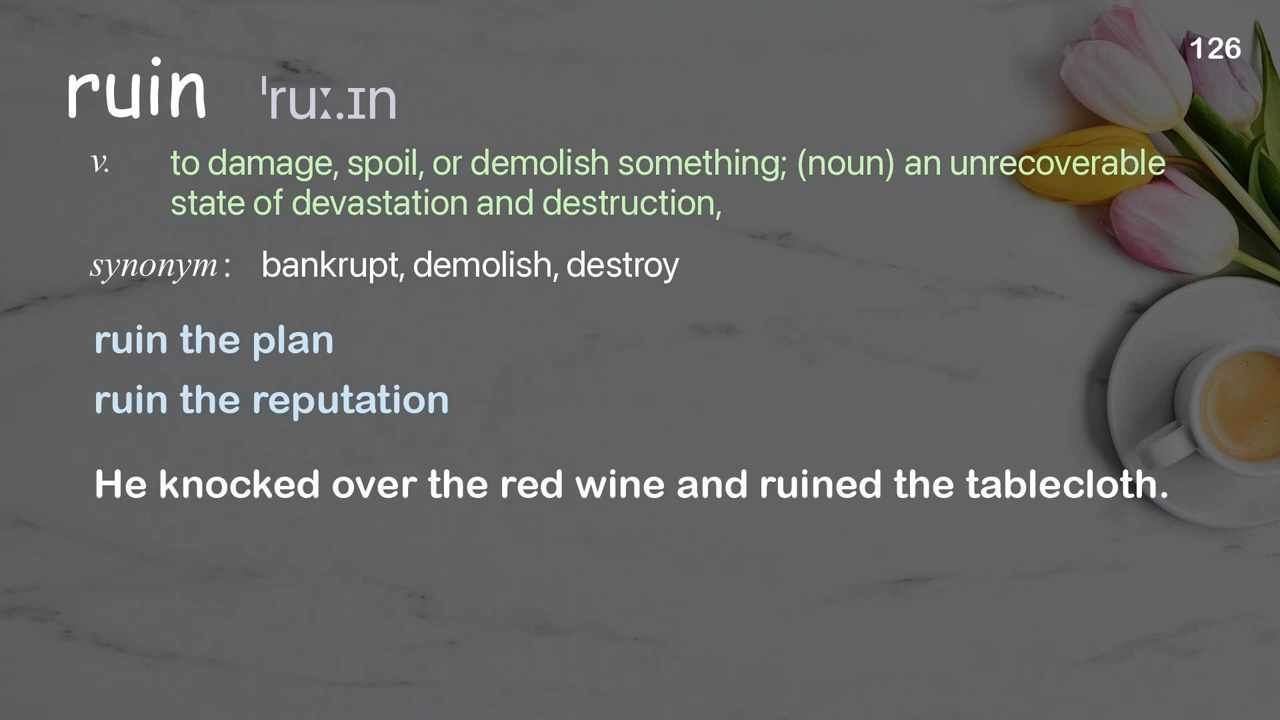 126
ruin ˈruː.ɪn
v. to damage, spoil, or demolish something; (noun) an unrecoverable
state of devastation and destruction,
synonym : bankrupt, demolish, destroy
ruin the plan
ruin the reputation
He knocked over the red wine and ruined the tablecloth.